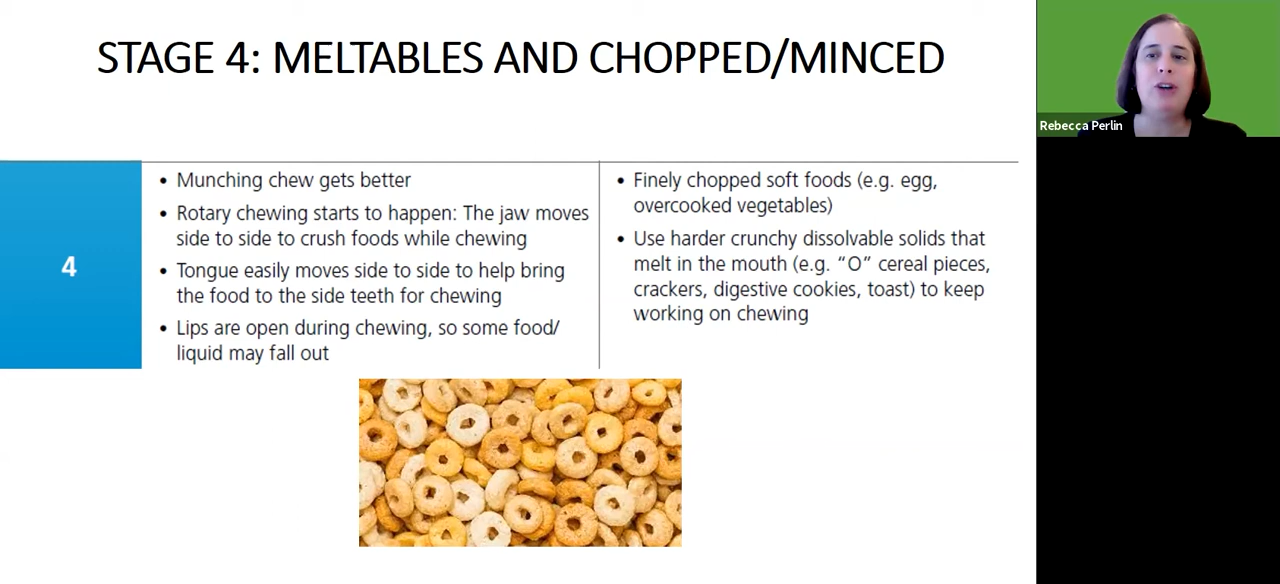 STAGE 4: MELTABLES AND CHOPPED/MINCED
Rebecca Perlin
4
• Munching chew gets better
• Rotary chewing starts to happen: The jaw moves
side to side to crush foods while chewing
• Tongue easily moves side to side to help bring
the food to the side teeth for chewing
• Lips are open during chewing, so some food/
liquid may fall out
• Finely chopped soft foods (e.g. egg,
overcooked vegetables)
• Use harder crunchy dissolvable solids that
melt in the mouth (e.g. “O” cereal pieces,
crackers, digestive cookies, toast) to keep
working on chewing